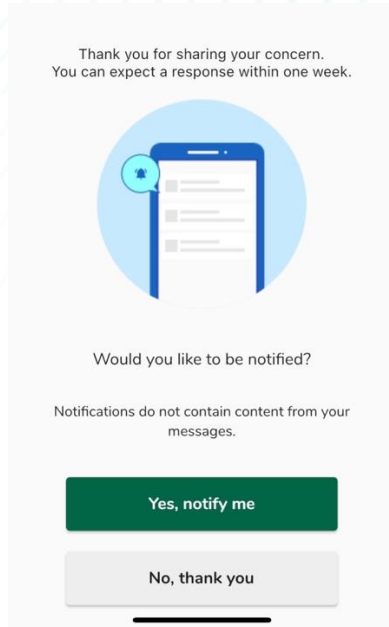 Thank you for sharing your concern.
You can expect a response within one week.
Would you like to be notified?
Notifications do not contain content from your
messages.
Yes, notify me
No, thank you